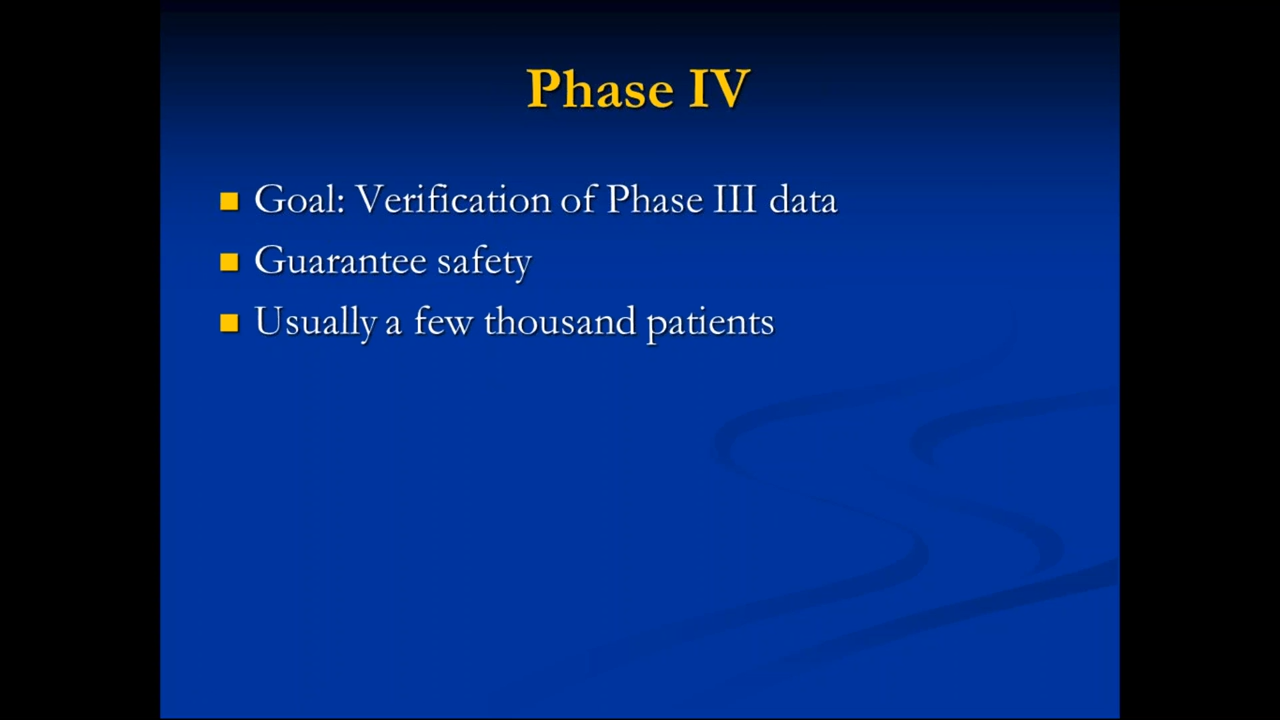 Phase IV
Goal: Verification of Phase III data
Guarantee safety
Usually a few thousand patients